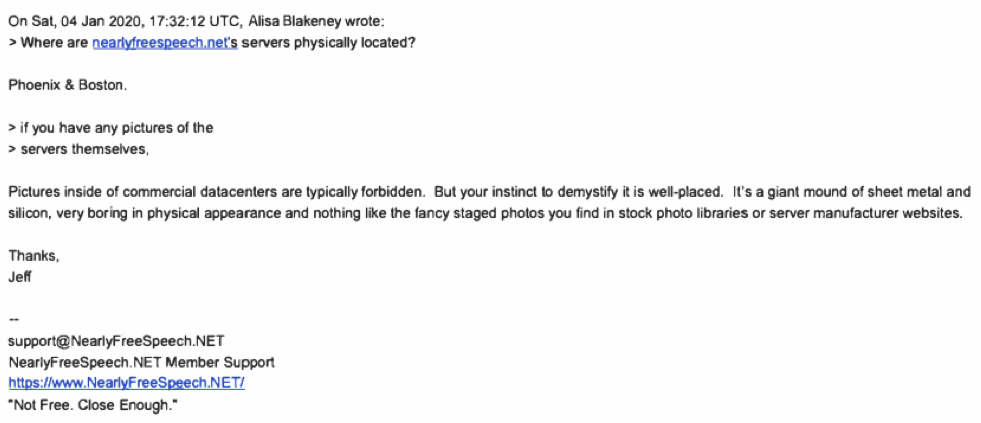 On Sat, 04 Jan 2020, 17:32:12 UTC, Alisa Blakeney wrote:
> Where are nearlyfreespeech.net's servers physically located?
Phoenix & Boston.
> if you have any pictures of the
> servers themselves,
Pictures inside of commercial datacenters are typically forbidden.  But your instinct to demystify it is well-placed.  It's a giant mound of sheet metal and
silicon, very boring in physical appearance and nothing like the fancy staged photos you find in stock photo libraries or server manufacturer websites.
Thanks,
Jeff
--
support@NearlyFreeSpeech.NET
NearlyFreeSpeech.NET Member Support
https://www.NearlyFreeSpeech.NET/
"Not Free. Close Enough."